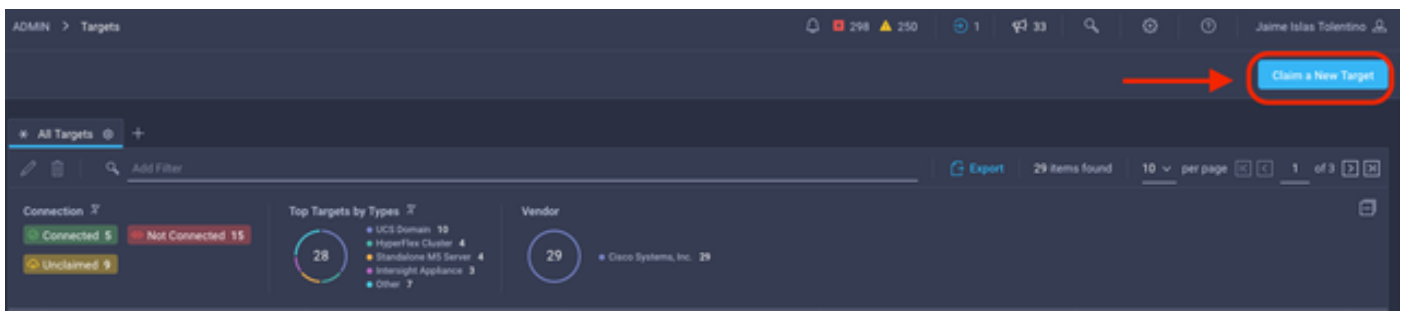 ADMIN > Targets 298 250 1 33 Jaime Islas Tolentino
Claim a New Target
All Targets +
Add Filter Export 29 items found 10 per page 1 of 3
Connection Top Targets by Types Vendor
Connected 5 Not Connected 15
Unclaimed 9
28
UCS Domain 10
HyperFlex Cluster 4
Standalone M5 Server 4
Intersight Appliance 3
Other 7
29 Cisco Systems, Inc. 29